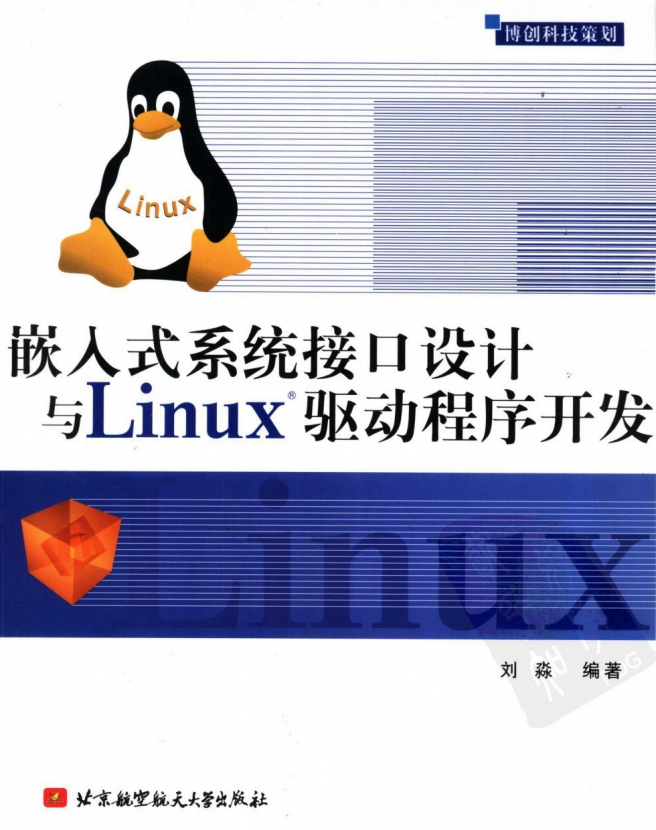 博创科技策划
Linux
嵌入式系统接口设计
与Linux® 驱动程序开发
Linux
刘 淼 编著
北京航空航天大学出版社